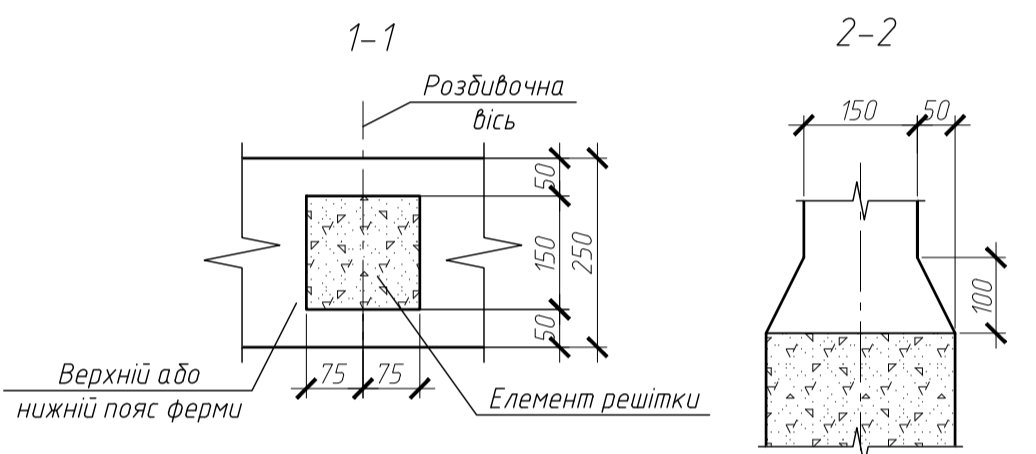 1-1
2-2
Розбивочна
вісь
150
50
50
150
250
50
100
75
75
Верхній або
нижній пояс ферми
Елемент решітки